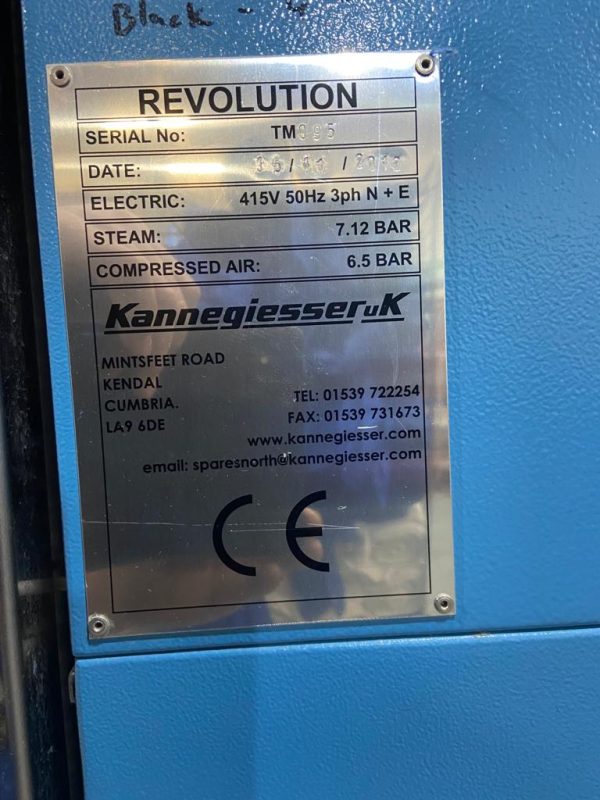 Black -
REVOLUTION
SERIAL No: TM095
DATE: / /
ELECTRIC: 415V 50Hz 3ph N + E
STEAM: 7.12 BAR
COMPRESSED AIR: 6.5 BAR
Kannegiesser UK
MINTSFEET ROAD
KENDAL
CUMBRIA. TEL: 01539 722254
LA9 6DE FAX: 01539 731673
www.kannegiesser.com
email: sparesnorth@kannegiesser.com
CE